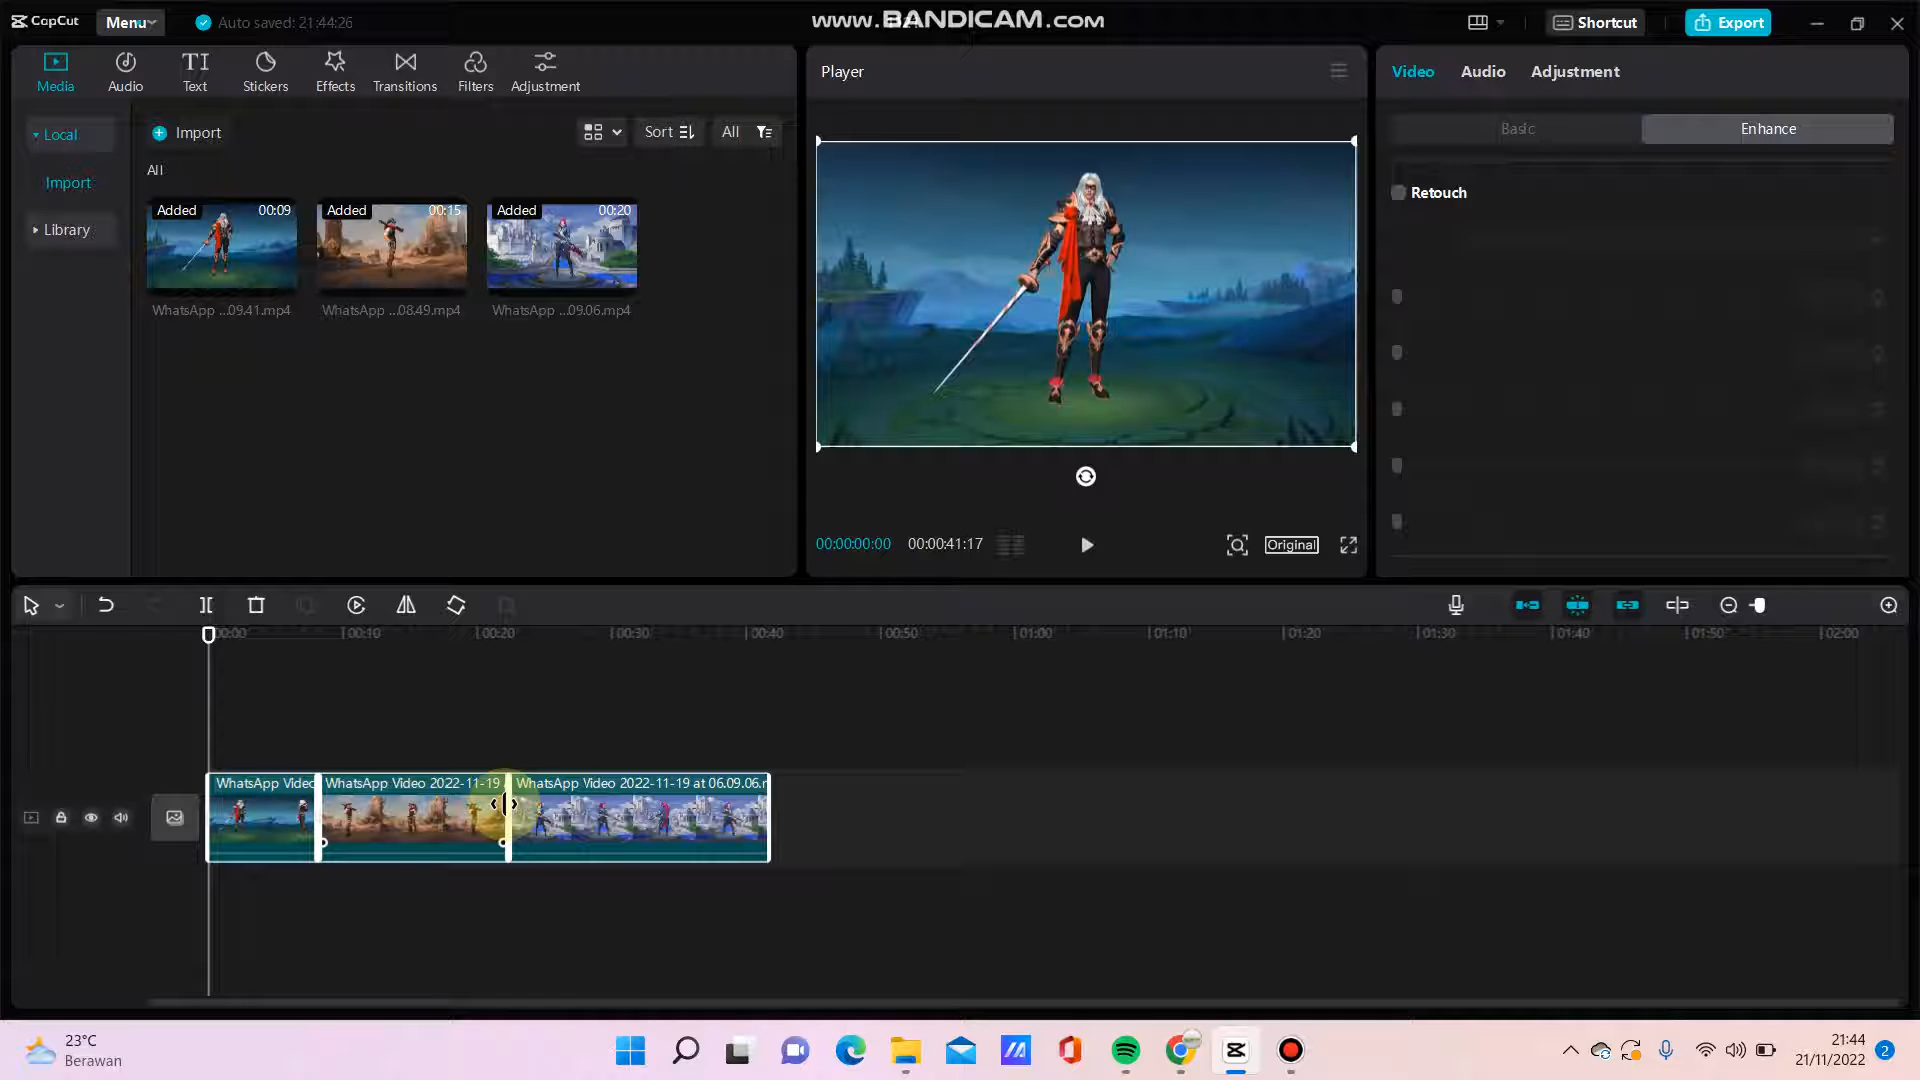 CapCut
Menu
Auto saved: 21:44:26
www.BANDICAM.com
Shortcut
Export
Media
Audio
Text
Stickers
Effects
Transitions
Filters
Adjustment
Local
Import
Library
Import
Sort
All
All
Added 00:09
Added 00:15
Added 00:20
WhatsApp ...09.41.mp4
WhatsApp ...08.49.mp4
WhatsApp ...09.06.mp4
Player
00:00:00:00
00:00:41:17
Original
Video
Audio
Adjustment
Basic
Enhance
Retouch
00:00
00:10
00:20
00:30
00:40
00:50
01:00
01:10
01:20
01:30
01:40
01:50
02:00
WhatsApp Video
WhatsApp Video 2022-11-19
WhatsApp Video 2022-11-19 at 06.09.06.m
23°C
Berawan
21:44
21/11/2022
2